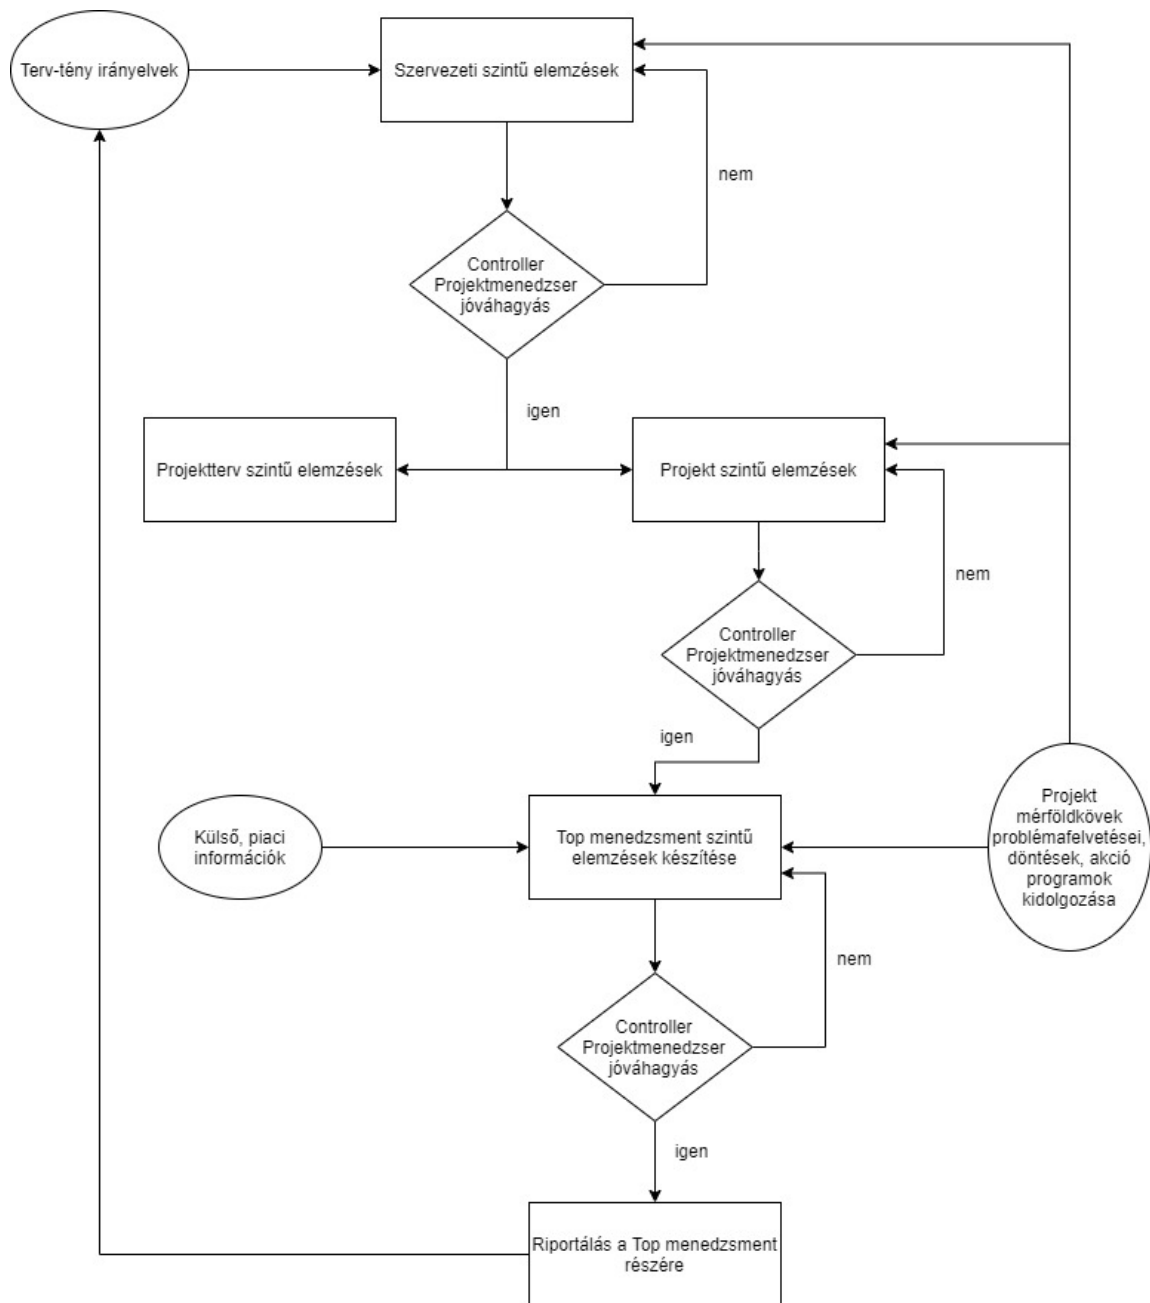 Terv-tény irányelvek
Szervezeti szintű elemzések
nem
Controller
Projektmenedzser
jóváhagyás
igen
Projektterv szintű elemzések
Projekt szintű elemzések
nem
Controller
Projektmenedzser
jóváhagyás
igen
Külső, piaci
információk
Top menedzsment szintű
elemzések készítése
Projekt
mérföldkövek
problémafelvetései,
döntések, akció
programok
kidolgozása
nem
Controller
Projektmenedzser
jóváhagyás
igen
Riportálás a Top menedzsment
részére